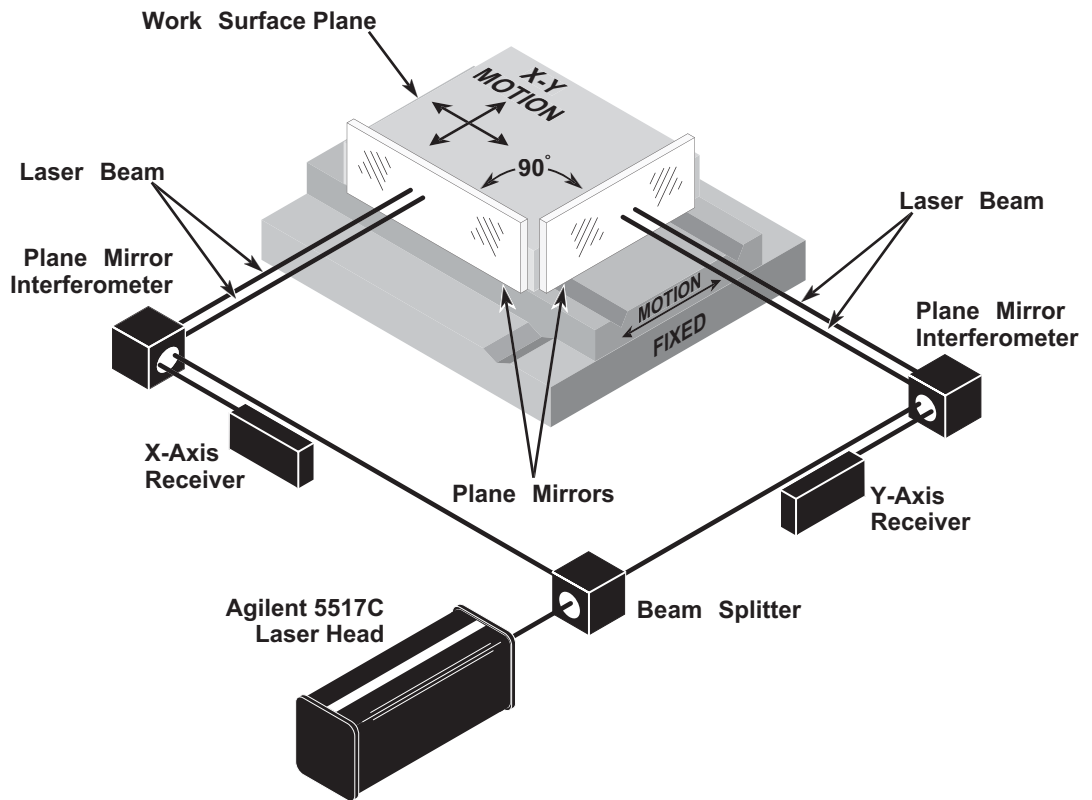 Work Surface Plane
X-Y
MOTION
90°
Laser Beam
Laser Beam
Plane Mirror
Interferometer
MOTION
FIXED
Plane Mirror
Interferometer
X-Axis
Receiver
Plane Mirrors
Y-Axis
Receiver
Agilent 5517C
Laser Head
Beam Splitter